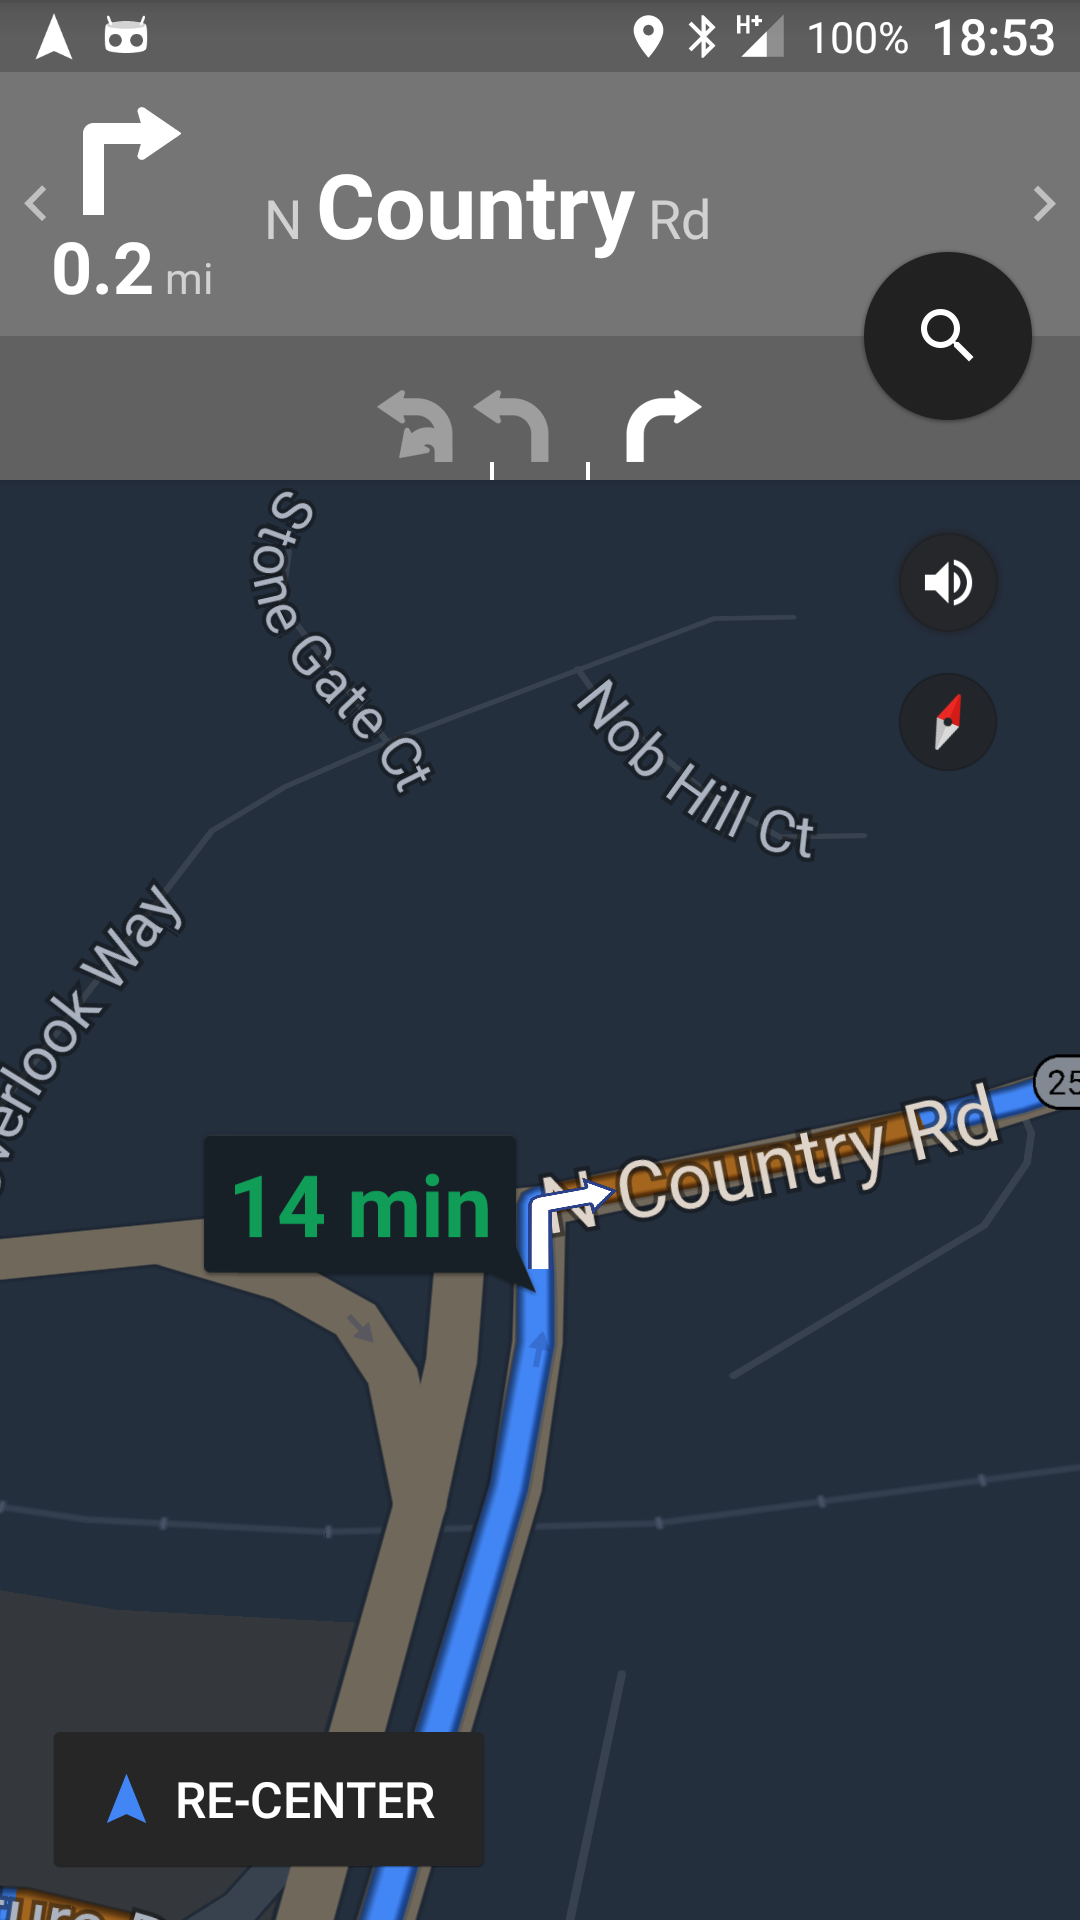 H+ 100% 18:53
N Country Rd
0.2 mi
Stone Gate Ct
Nob Hill Ct
verlook Way
25
N Country Rd
14 min
RE-CENTER